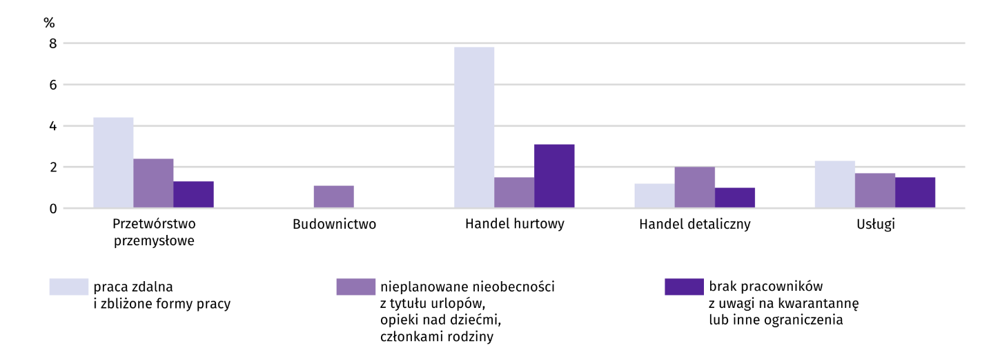 %
8
6
4
2
0
Przetwórstwo
przemysłowe
Budownictwo
Handel hurtowy
Handel detaliczny
Usługi
praca zdalna
i zbliżone formy pracy
nieplanowane nieobecności
z tytułu urlopów,
opieki nad dziećmi,
członkami rodziny
brak pracowników
z uwagi na kwarantannę
lub inne ograniczenia